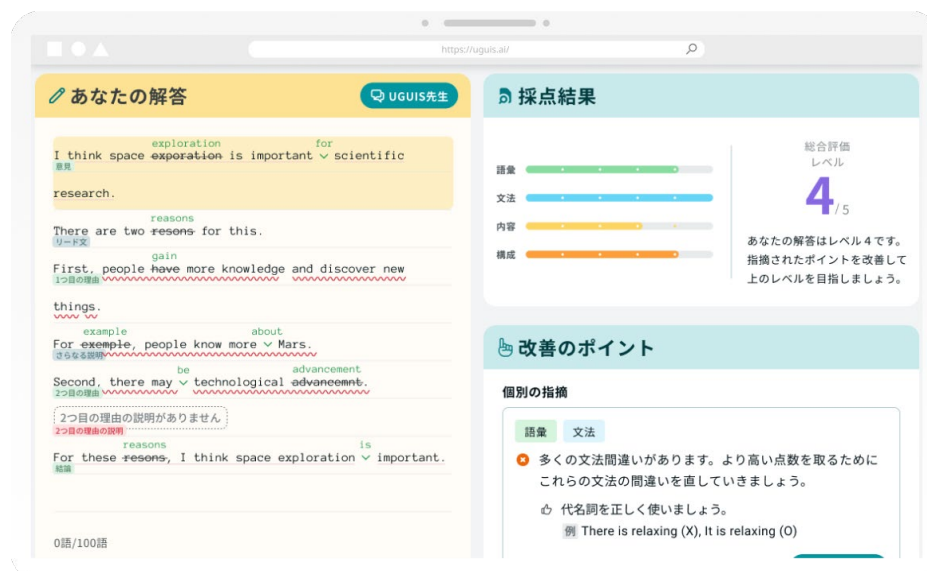 https://uguis.ai/
あなたの解答
UGUIS先生
exploration for
I think space exporation is important ✓ scientific
意見
research.
reasons
There are two resons for this.
リード文
gain
First, people have more knowledge and discover new
1つ目の理由
things.
example about
For exemple, people know more ✓ Mars.
さらなる説明
be advancement
Second, there may ✓ technological advancemnt.
2つ目の理由
2つ目の理由の説明がありません
2つ目の理由の説明
reasons is
For these resons, I think space exploration ✓ important.
結論
0語/100語
採点結果
語彙
文法
内容
構成
総合評価
レベル
4/5
あなたの解答はレベル4です。
指摘されたポイントを改善して
上のレベルを目指しましょう。
改善のポイント
個別の指摘
語彙 文法
多くの文法間違いがあります。より高い点数を取るために
これらの文法の間違いを直していきましょう。
代名詞を正しく使いましょう。
例 There is relaxing (X), It is relaxing (O)